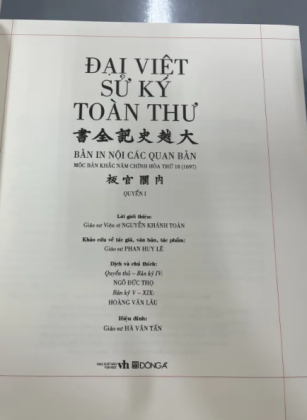 ĐẠI VIỆT
SỬ KÝ
TOÀN THƯ
書全記史越大
BẢN IN NỘI CÁC QUAN BẢN
MỘC BẢN KHẮC NĂM CHÍNH HÒA THỨ 18 (1697)
板官閣內
QUYỂN I
Lời giới thiệu:
Giáo sư Viện sĩ NGUYỄN KHÁNH TOÀN
Khảo cứu về tác giả, văn bản, tác phẩm:
Giáo sư PHAN HUY LÊ
Dịch và chú thích:
Quyển thủ - Bản kỷ IV:
NGÔ ĐỨC THỌ
Bản kỷ V - XIX:
HOÀNG VĂN LÂU
Hiệu đính:
Giáo sư HÀ VĂN TẤN
vh ĐÔNG A